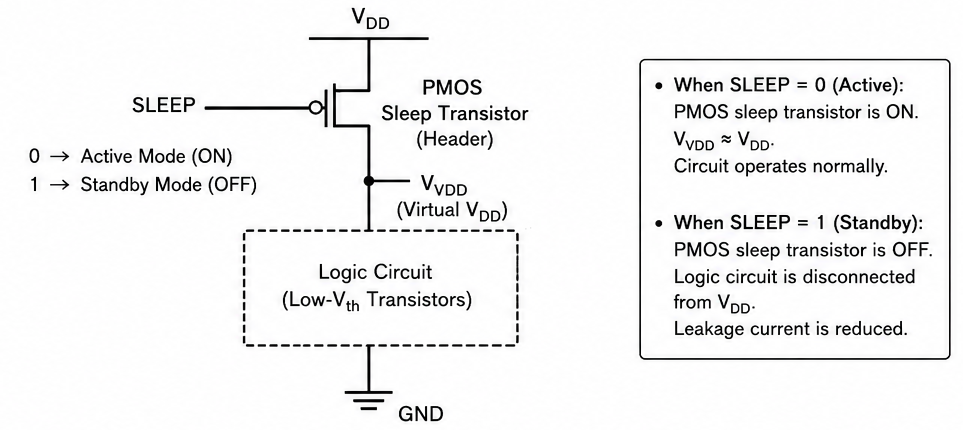 V_DD
SLEEP
PMOS
Sleep Transistor
(Header)
0 → Active Mode (ON)
1 → Standby Mode (OFF)
V_VDD
(Virtual V_DD)
Logic Circuit
(Low-V_th Transistors)
GND
• When SLEEP = 0 (Active):
PMOS sleep transistor is ON.
V_VDD ≈ V_DD.
Circuit operates normally.
• When SLEEP = 1 (Standby):
PMOS sleep transistor is OFF.
Logic circuit is disconnected
from V_DD.
Leakage current is reduced.